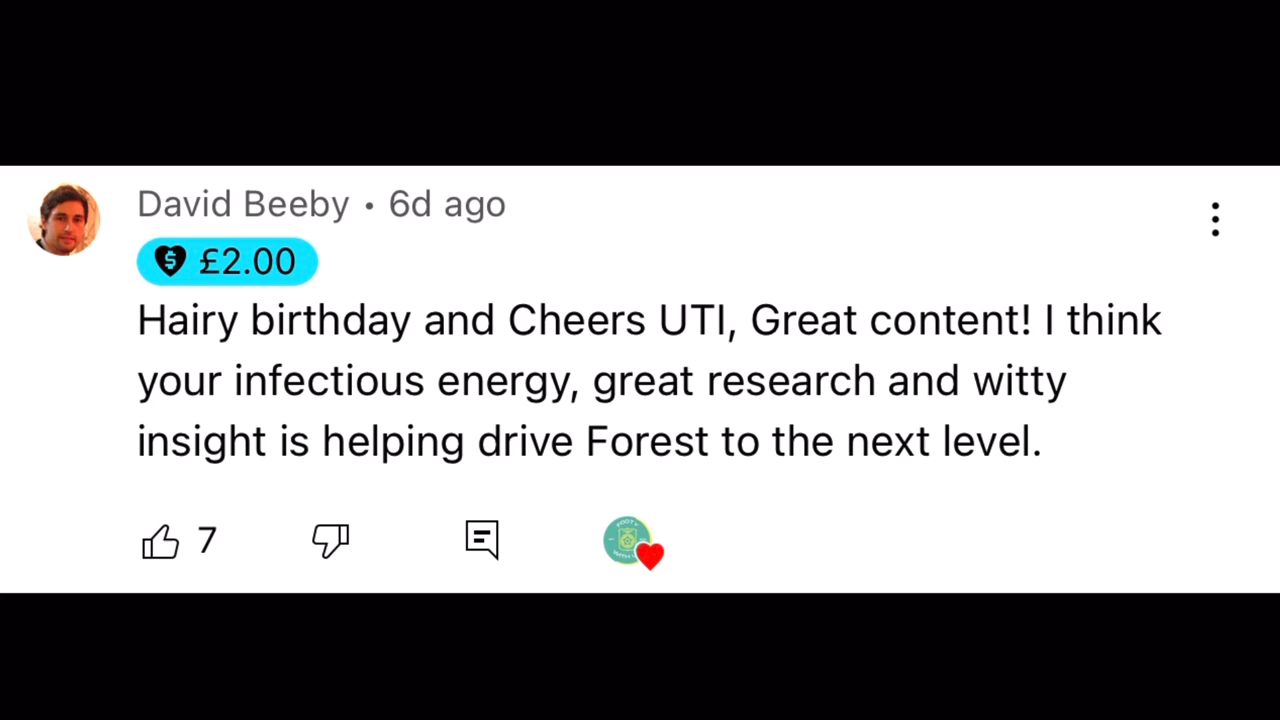 David Beeby • 6d ago
£2.00
Hairy birthday and Cheers UTI, Great content! I think
your infectious energy, great research and witty
insight is helping drive Forest to the next level.
7
FOOTY